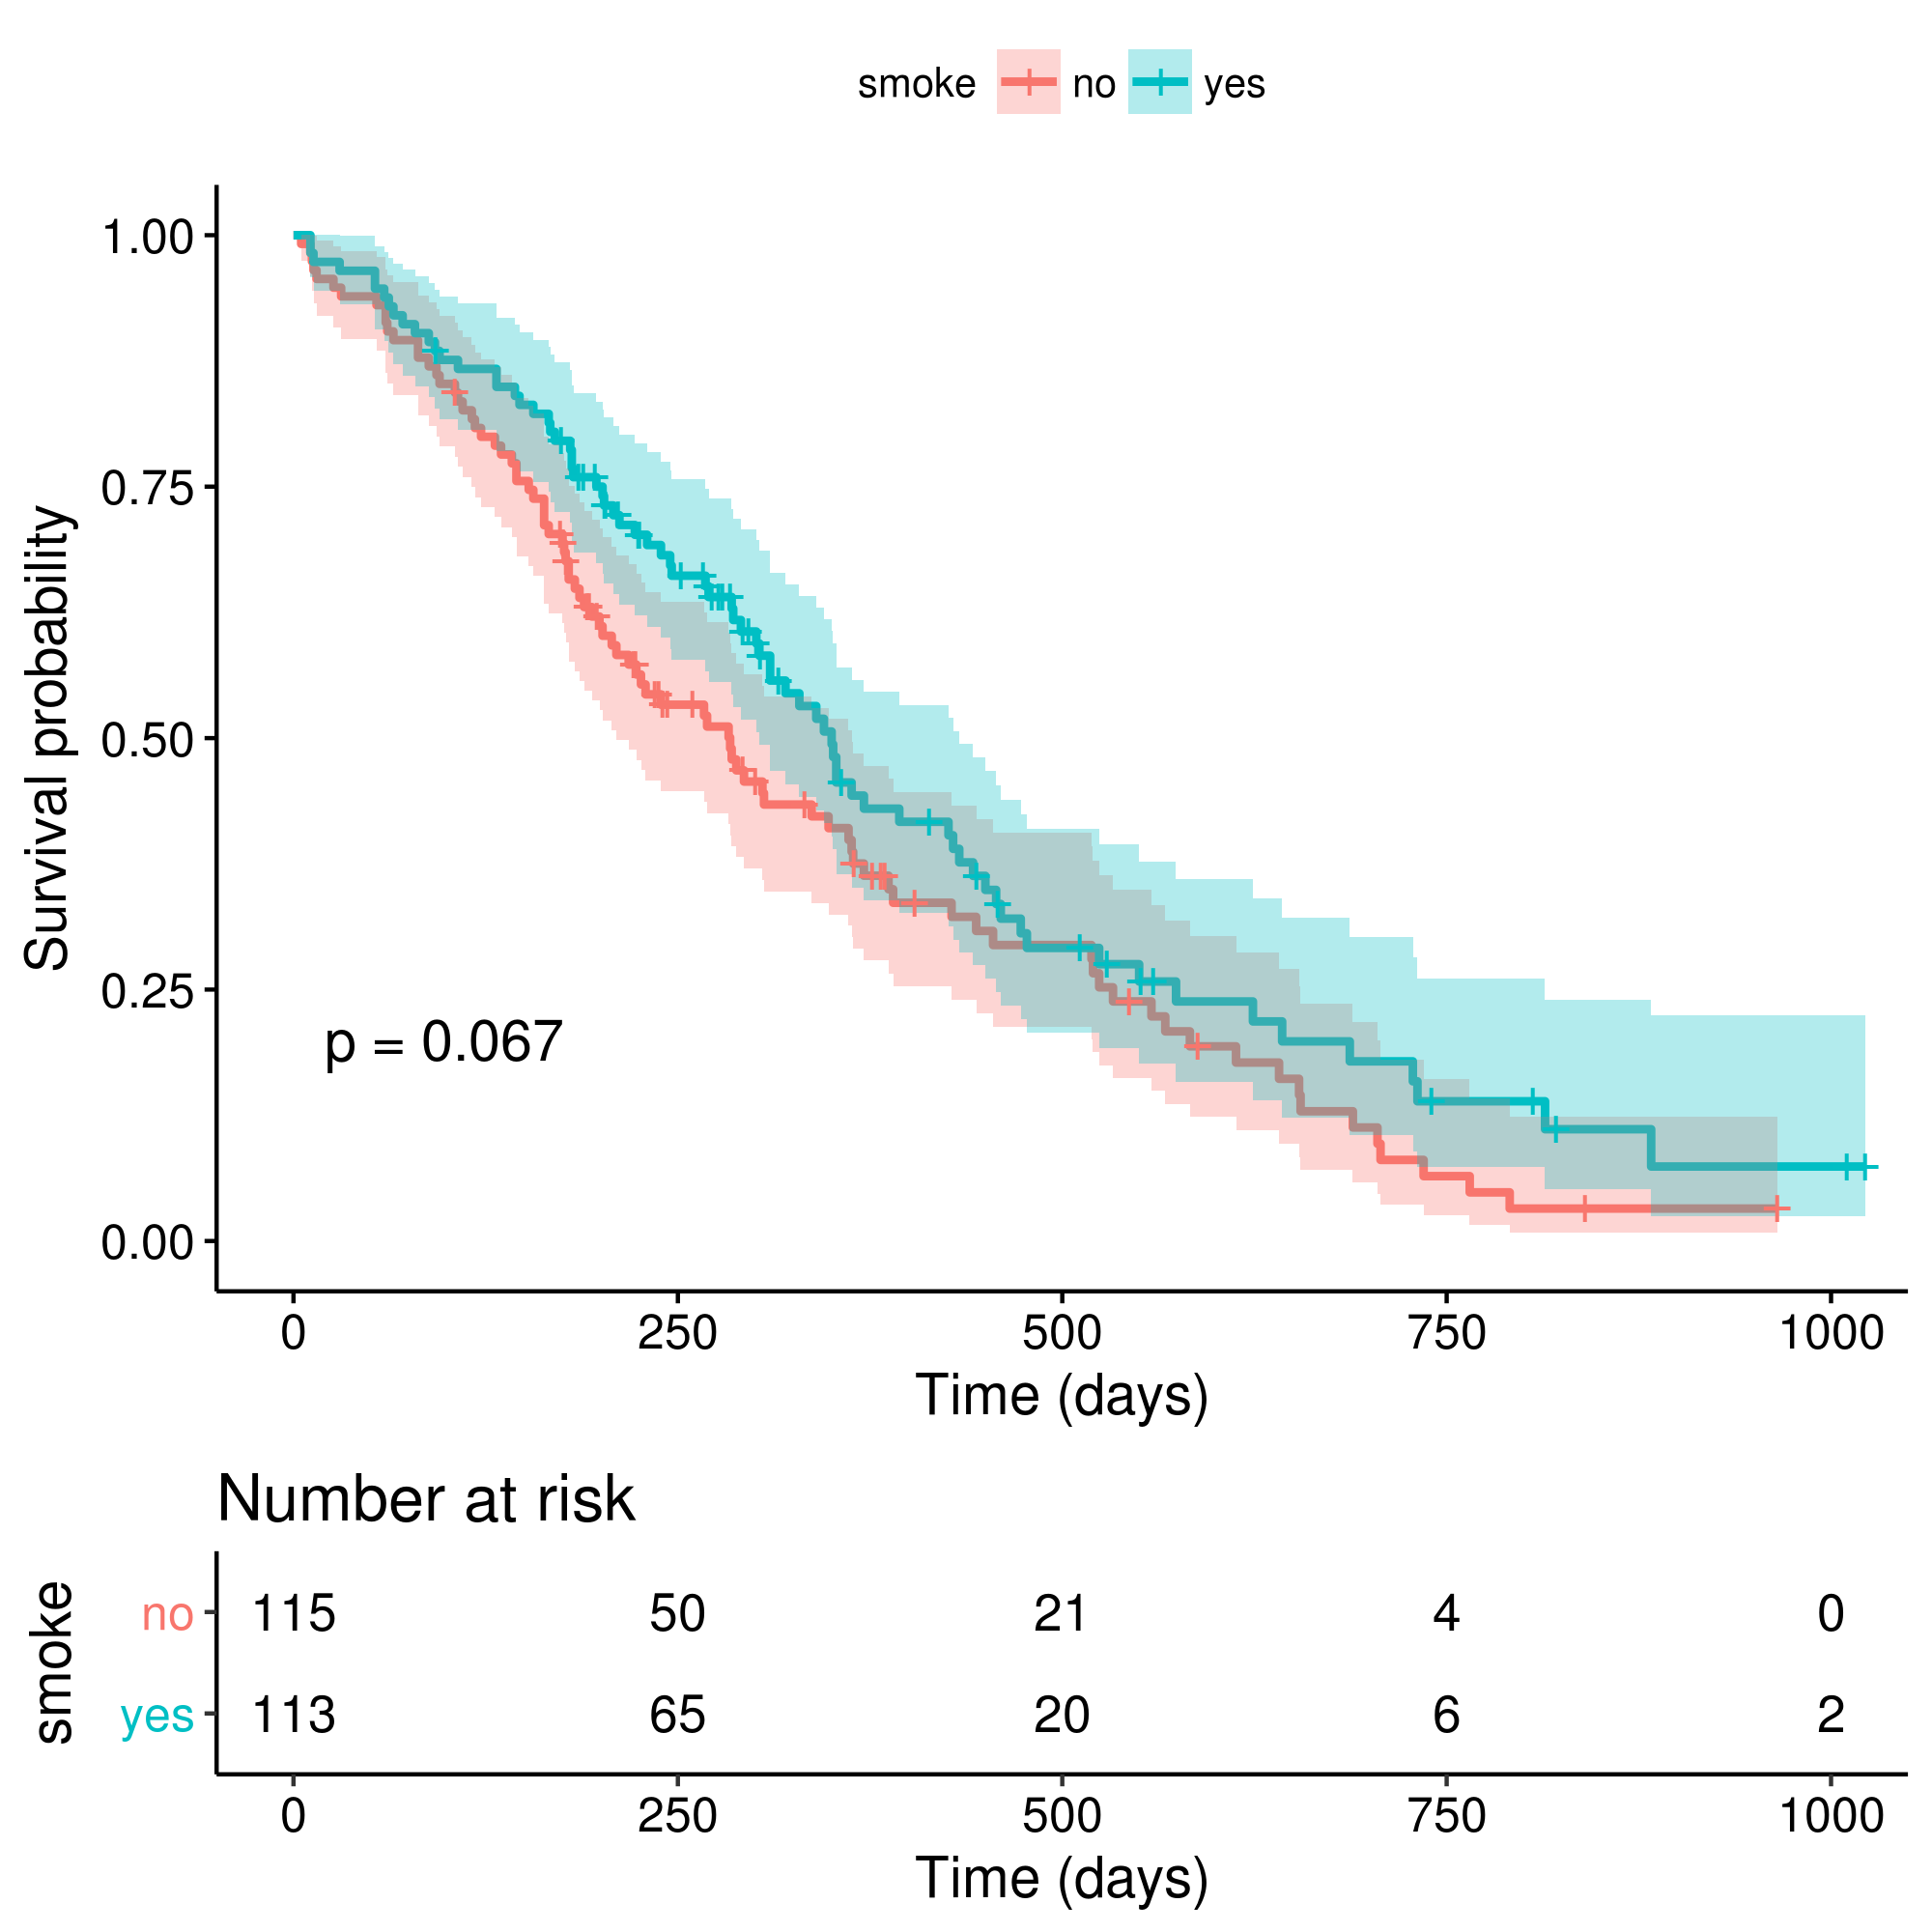 smoke no yes
1.00
0.75
0.50
0.25
0.00
Survival probability
p = 0.067
0 250 500 750 1000
Time (days)
Number at risk
smoke
no 115 50 21 4 0
yes 113 65 20 6 2
0 250 500 750 1000
Time (days)